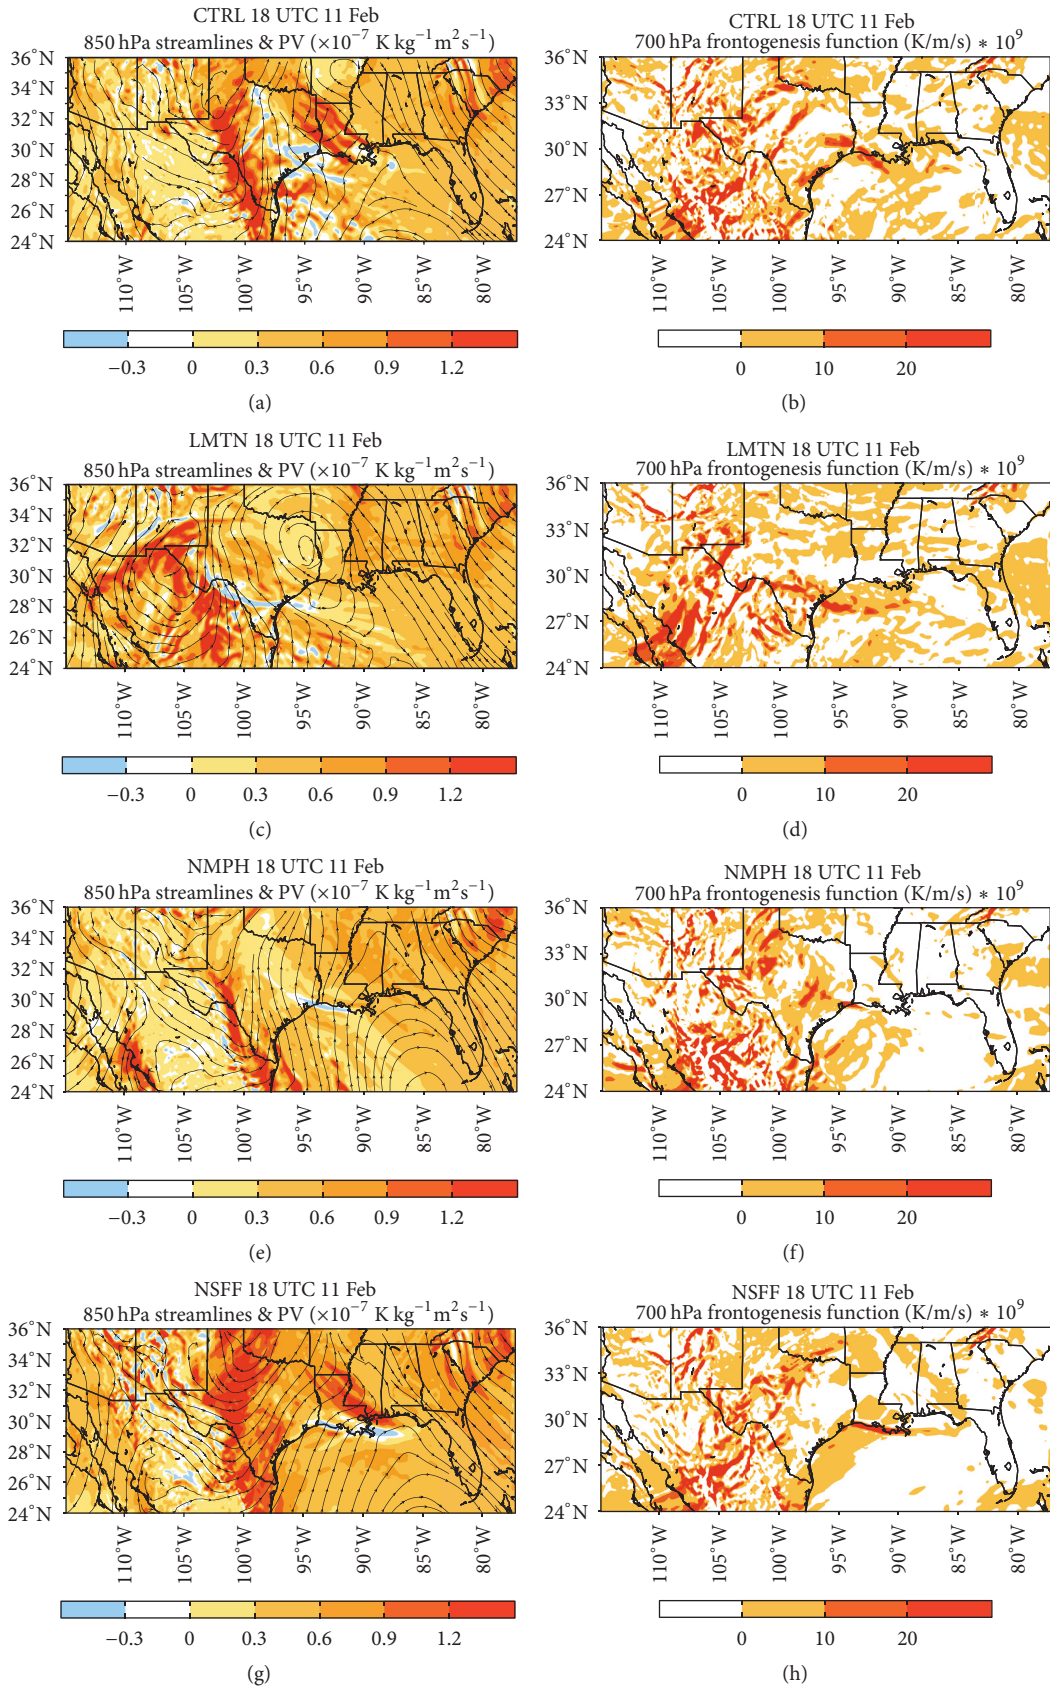 CTRL 18 UTC 11 Feb
850 hPa streamlines & PV (×10⁻⁷ K kg⁻¹m²s⁻¹)
36°N
34°N
32°N
30°N
28°N
26°N
24°N
110°W
105°W
100°W
95°W
90°W
85°W
80°W
−0.3 0 0.3 0.6 0.9 1.2
(a)
CTRL 18 UTC 11 Feb
700 hPa frontogenesis function (K/m/s) ∗ 10⁹
36°N
33°N
30°N
27°N
24°N
110°W
105°W
100°W
95°W
90°W
85°W
80°W
0 10 20
(b)
LMTN 18 UTC 11 Feb
850 hPa streamlines & PV (×10⁻⁷ K kg⁻¹m²s⁻¹)
36°N
34°N
32°N
30°N
28°N
26°N
24°N
110°W
105°W
100°W
95°W
90°W
85°W
80°W
−0.3 0 0.3 0.6 0.9 1.2
(c)
LMTN 18 UTC 11 Feb
700 hPa frontogenesis function (K/m/s) ∗ 10⁹
36°N
33°N
30°N
27°N
24°N
110°W
105°W
100°W
95°W
90°W
85°W
80°W
0 10 20
(d)
NMPH 18 UTC 11 Feb
850 hPa streamlines & PV (×10⁻⁷ K kg⁻¹m²s⁻¹)
36°N
34°N
32°N
30°N
28°N
26°N
24°N
110°W
105°W
100°W
95°W
90°W
85°W
80°W
−0.3 0 0.3 0.6 0.9 1.2
(e)
NMPH 18 UTC 11 Feb
700 hPa frontogenesis function (K/m/s) ∗ 10⁹
36°N
33°N
30°N
27°N
24°N
110°W
105°W
100°W
95°W
90°W
85°W
80°W
0 10 20
(f)
NSFF 18 UTC 11 Feb
850 hPa streamlines & PV (×10⁻⁷ K kg⁻¹m²s⁻¹)
36°N
34°N
32°N
30°N
28°N
26°N
24°N
110°W
105°W
100°W
95°W
90°W
85°W
80°W
−0.3 0 0.3 0.6 0.9 1.2
(g)
NSFF 18 UTC 11 Feb
700 hPa frontogenesis function (K/m/s) ∗ 10⁹
36°N
33°N
30°N
27°N
24°N
110°W
105°W
100°W
95°W
90°W
85°W
80°W
0 10 20
(h)